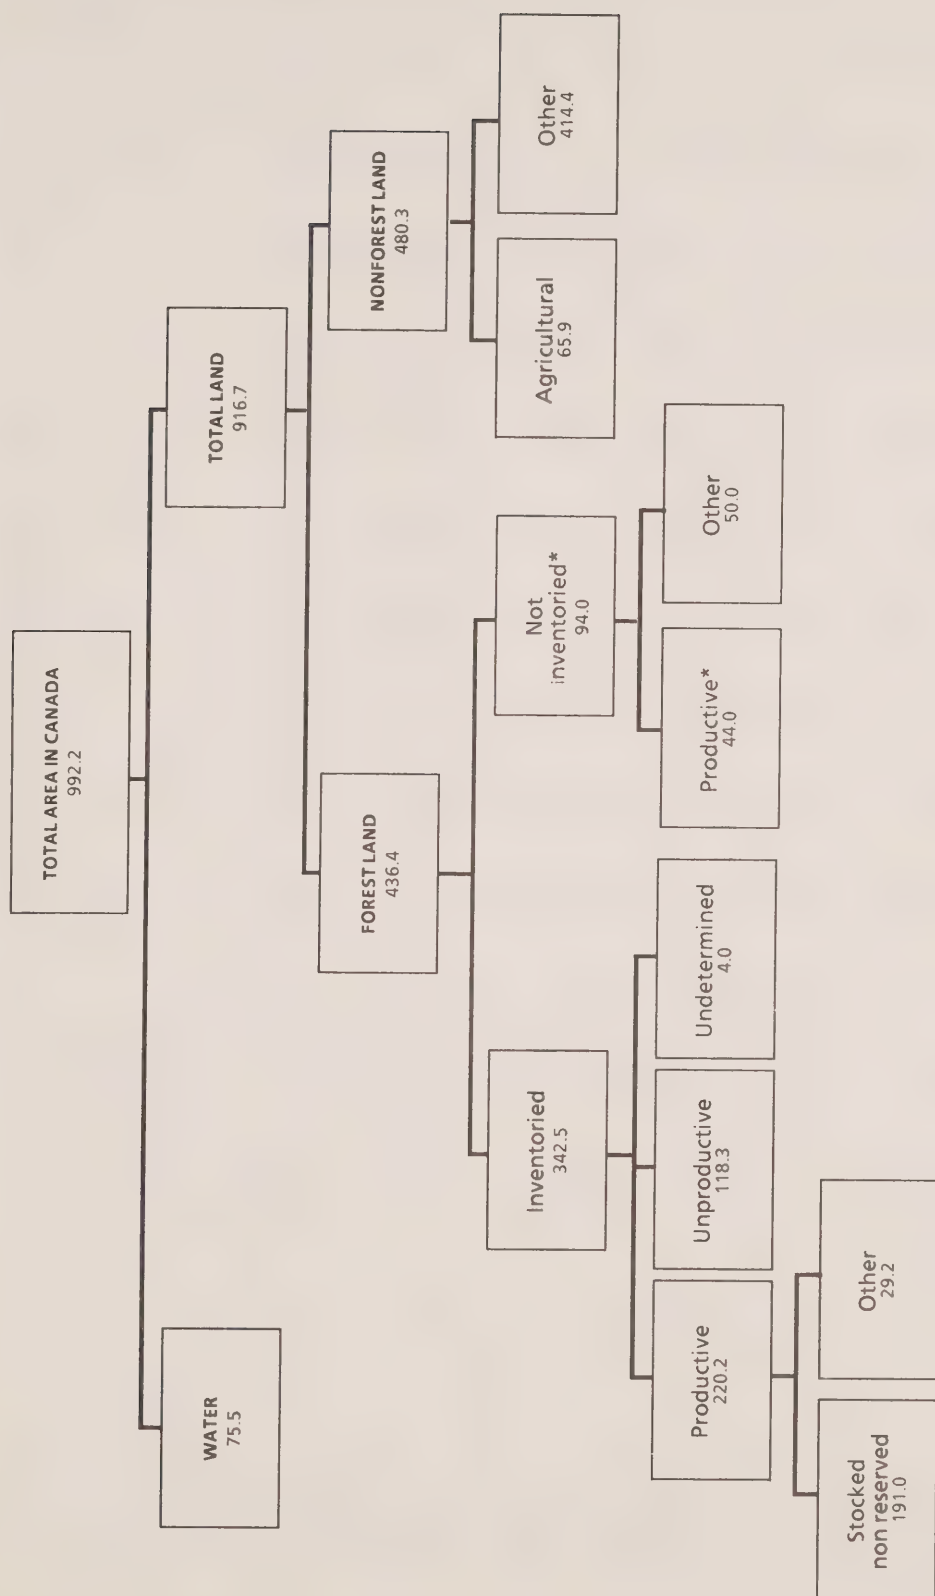 TOTAL AREA IN CANADA
992.2
WATER
75.5
TOTAL LAND
916.7
FOREST LAND
436.4
NONFOREST LAND
480.3
Inventoried
342.5
Not
inventoried*
94.0
Agricultural
65.9
Other
414.4
Productive
220.2
Unproductive
118.3
Undetermined
4.0
Productive*
44.0
Other
50.0
Stocked
non reserved
191.0
Other
29.2